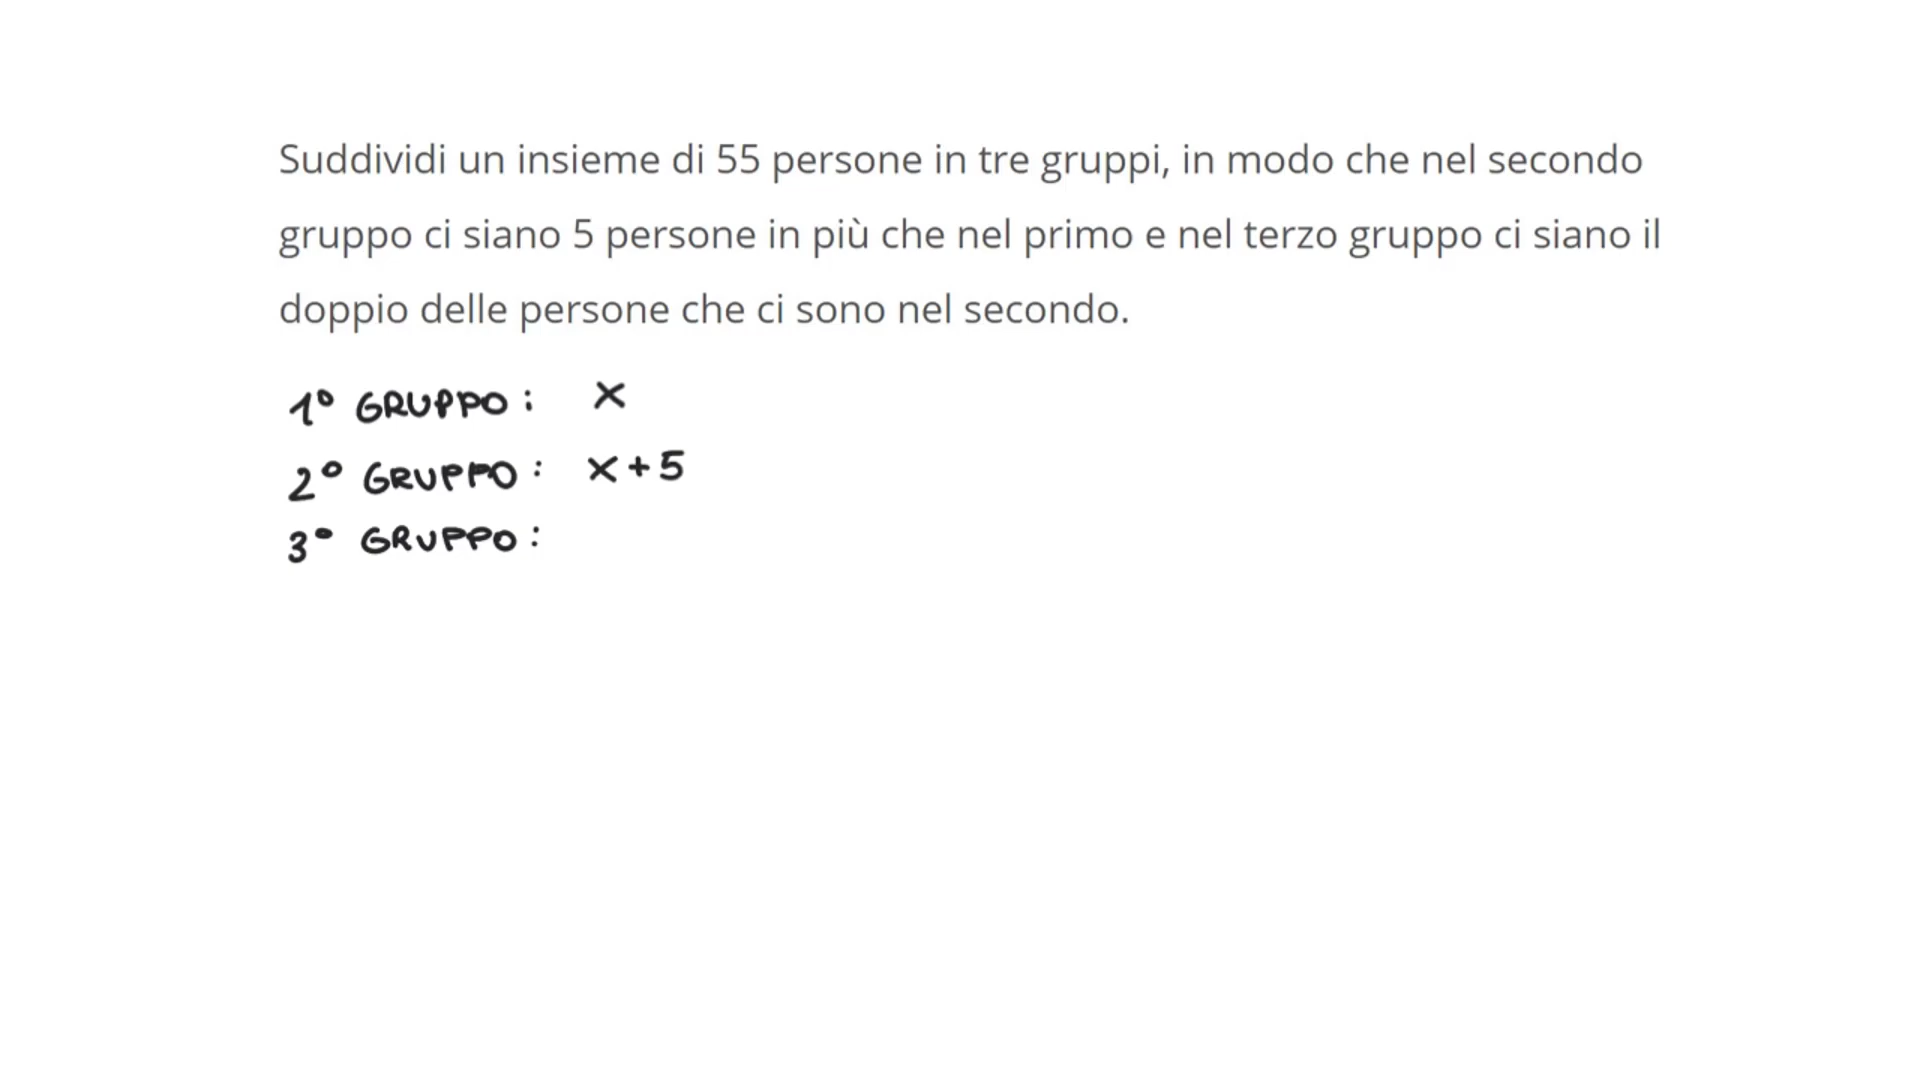 Suddividi un insieme di 55 persone in tre gruppi, in modo che nel secondo
gruppo ci siano 5 persone in più che nel primo e nel terzo gruppo ci siano il
doppio delle persone che ci sono nel secondo.
1° GRUPPO: x
2° GRUPPO: x+5
3° GRUPPO: